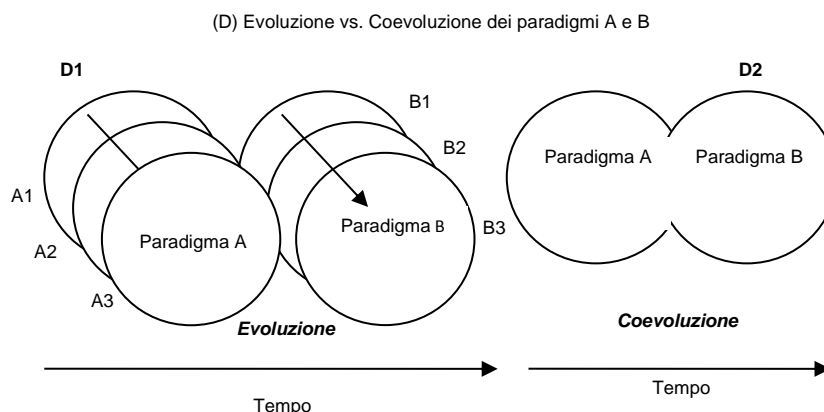 (D) Evoluzione vs. Coevoluzione dei paradigmi A e B
D1
D2
B1
B2
Paradigma A
Paradigma B
A1
Paradigma B
B3
A2
Paradigma A
A3
Evoluzione
Coevoluzione
Tempo
Tempo